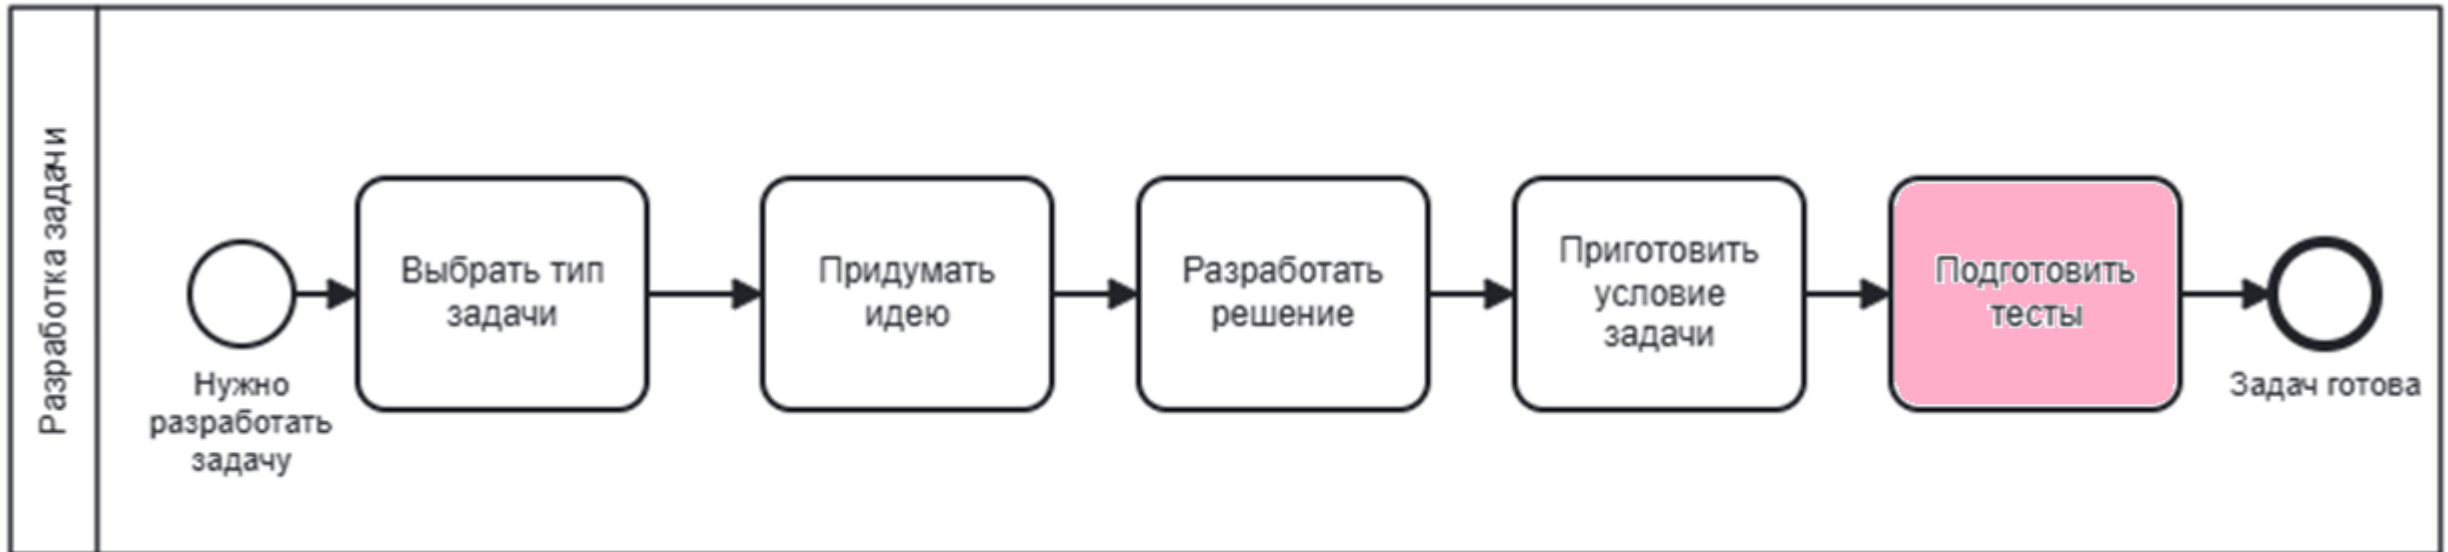 Разработка задачи
Нужно
разработать
задачу
Выбрать тип
задачи
Придумать
идею
Разработать
решение
Приготовить
условие
задачи
Подготовить
тесты
Задач готова